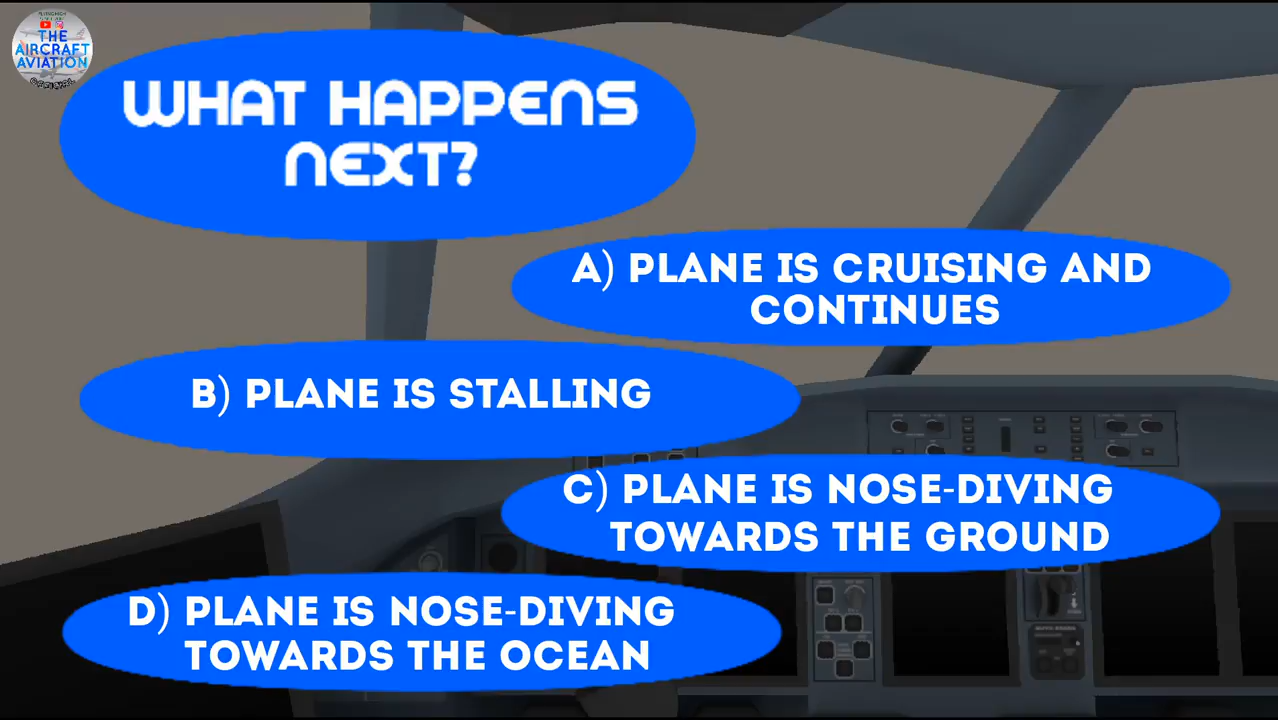 THE
AIRCRAFT
AVIATION
OFFICIAL
WHAT HAPPENS
NEXT?
A) PLANE IS CRUISING AND
CONTINUES
B) PLANE IS STALLING
C) PLANE IS NOSE-DIVING
TOWARDS THE GROUND
D) PLANE IS NOSE-DIVING
TOWARDS THE OCEAN